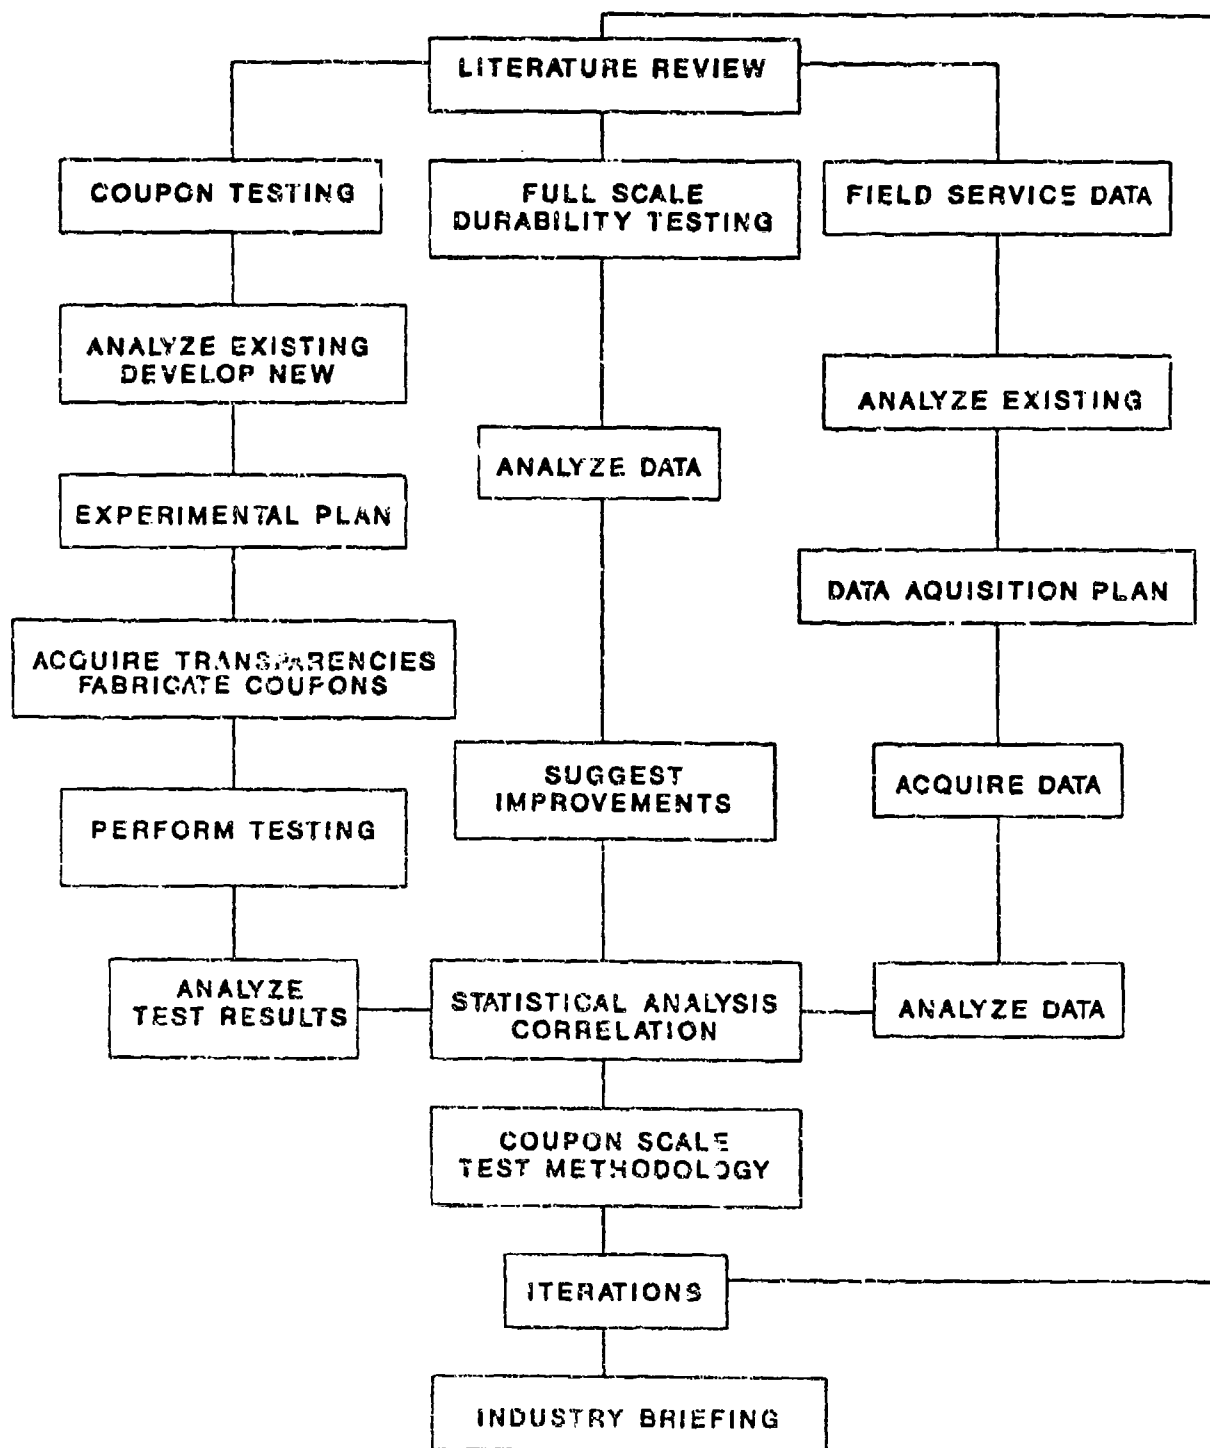 LITERATURE REVIEW
COUPON TESTING
FULL SCALE
DURABILITY TESTING
FIELD SERVICE DATA
ANALYZE EXISTING
DEVELOP NEW
ANALYZE EXISTING
ANALYZE DATA
EXPERIMENTAL PLAN
DATA AQUISITION PLAN
ACQUIRE TRANSPARENCIES
FABRICATE COUPONS
SUGGEST
IMPROVEMENTS
ACQUIRE DATA
PERFORM TESTING
ANALYZE
TEST RESULTS
STATISTICAL ANALYSIS
CORRELATION
ANALYZE DATA
COUPON SCALE
TEST METHODOLOGY
ITERATIONS
INDUSTRY BRIEFING